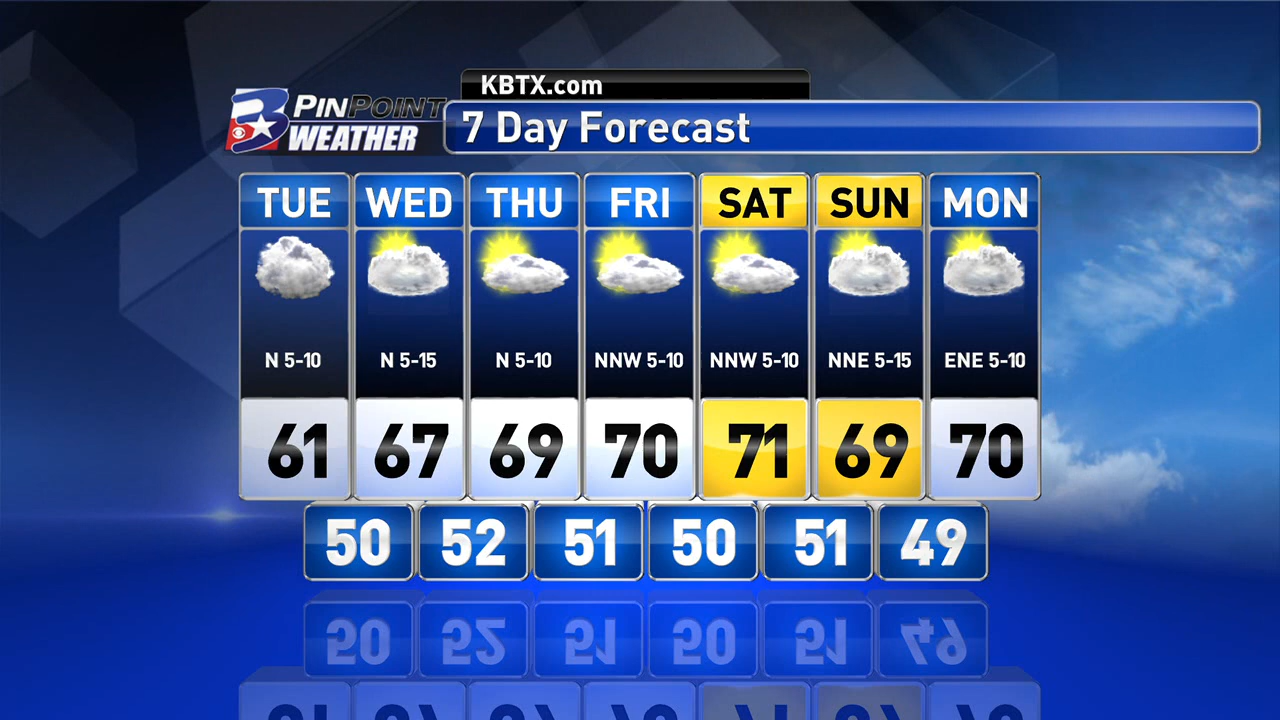 KBTX.com
3 PINPOINT
WEATHER
7 Day Forecast
TUE WED THU FRI SAT SUN MON
N 5-10 N 5-15 N 5-10 NNW 5-10 NNW 5-10 NNE 5-15 ENE 5-10
61 67 69 70 71 69 70
50 52 51 50 51 49